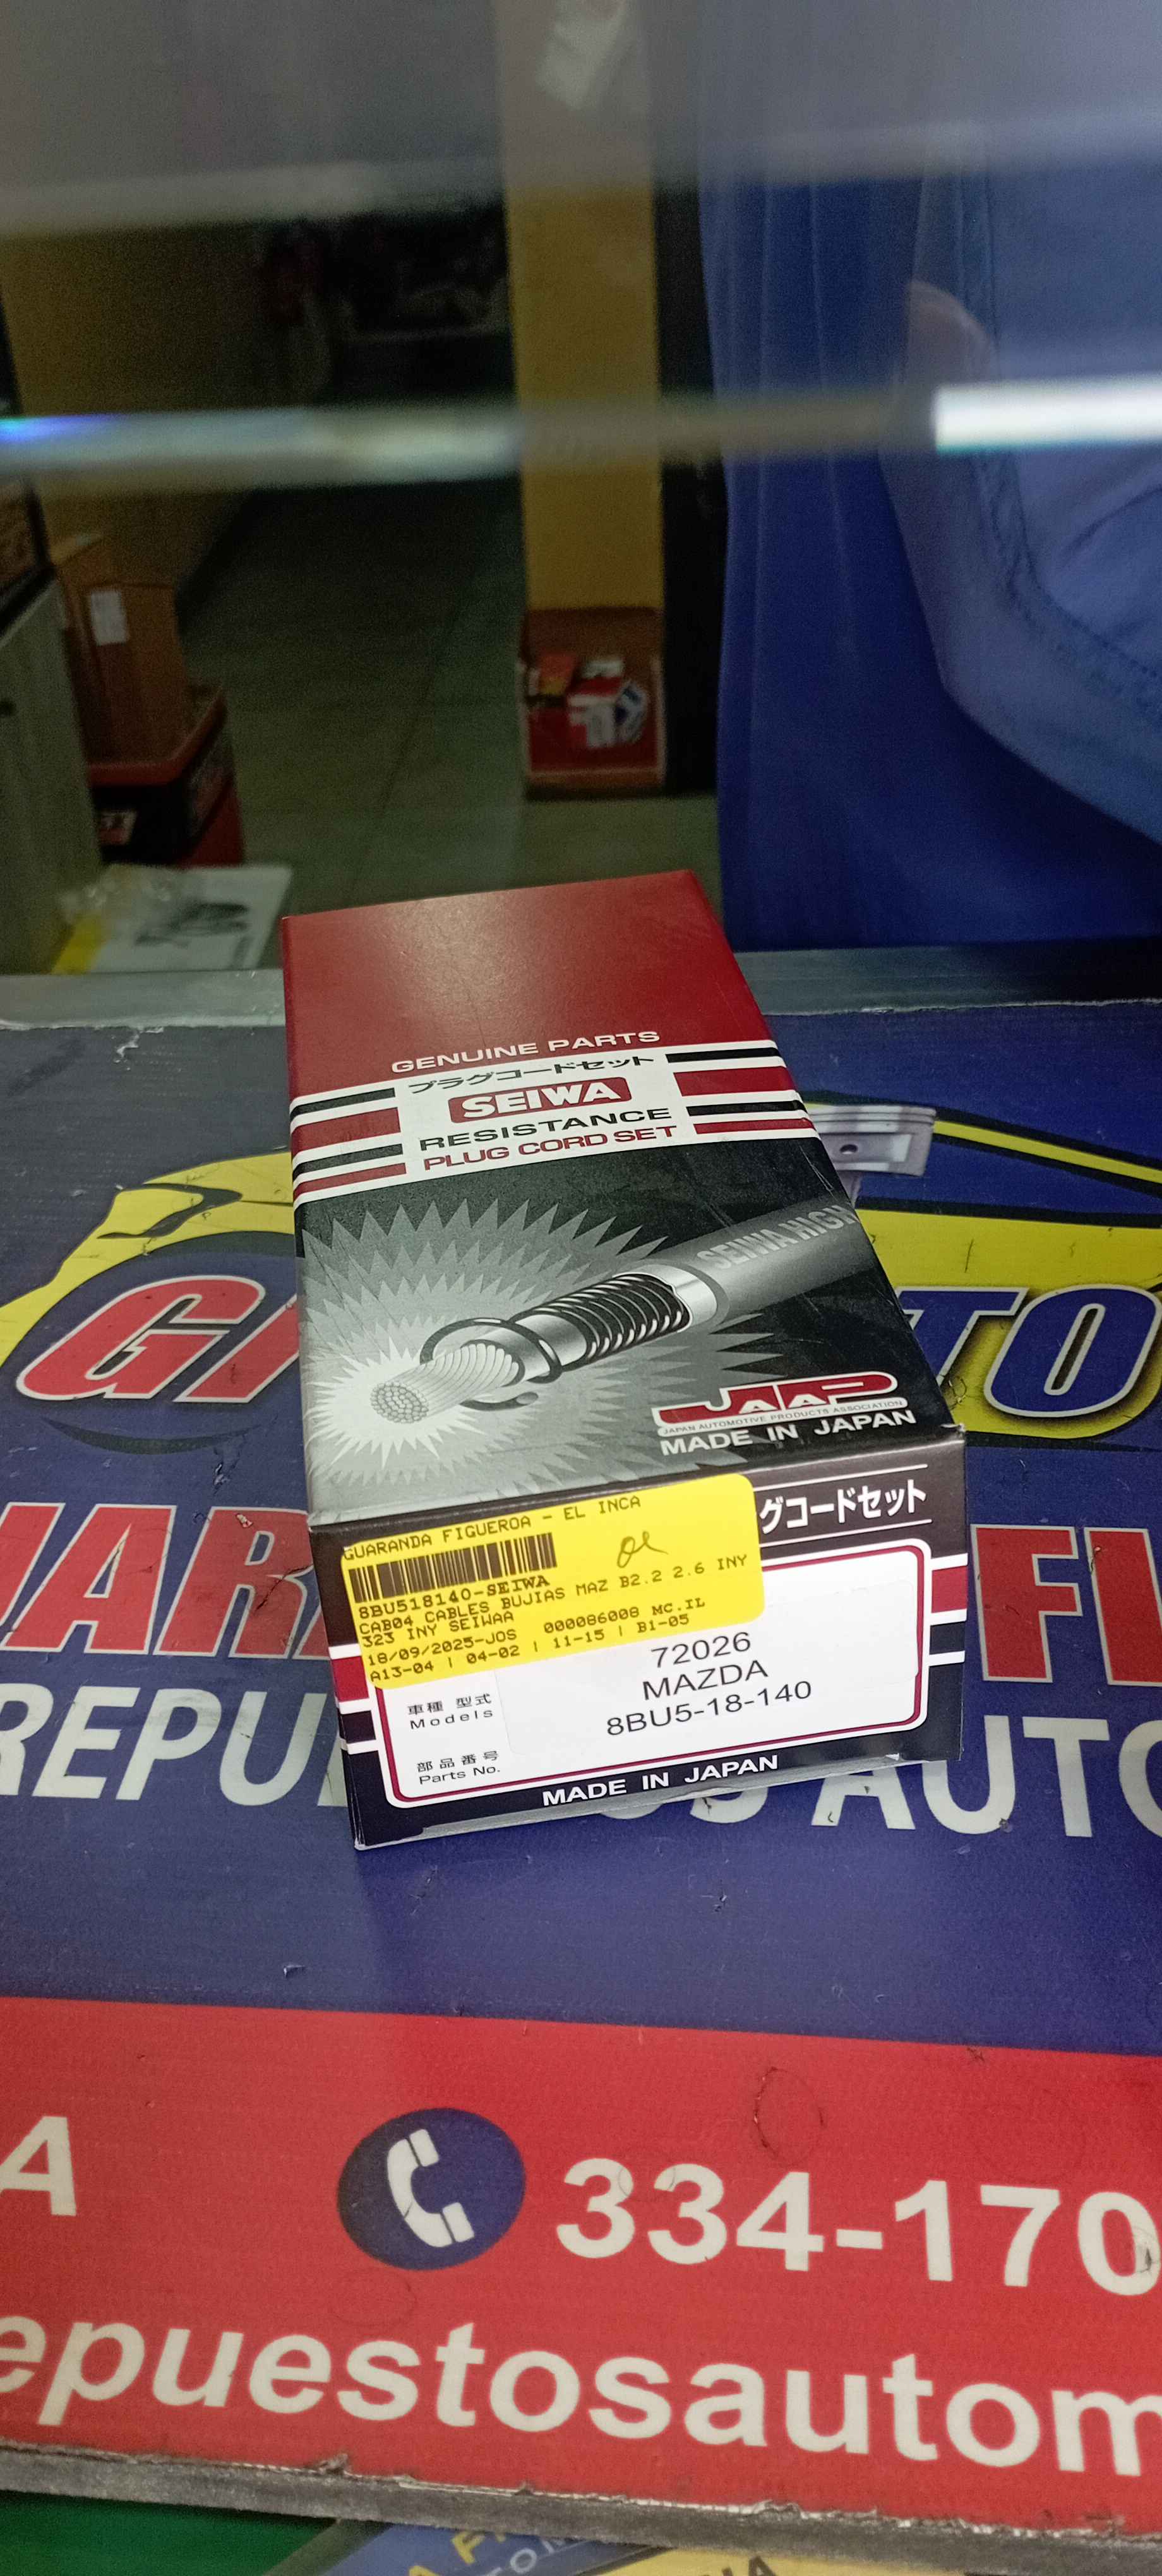 GENUINE PARTS
プラグコードセット
SEIWA
RESISTANCE
PLUG CORD SET
SEIWA HIGH
JAPAN AUTOMOTIVE PRODUCTS ASSOCIATION
MADE IN JAPAN
グコードセット
GUARANDA FIGUEROA - EL INCA
8BU518140-SEIWA
CAB04 CABLES BUJIAS MAZ B2.2 2.6 INY
323 INY SEIWAA
18/09/2025-JOS 000086008 MC.IL
A13-04 | 04-02 | 11-15 | B1-05
72026
車種 型式
Models
MAZDA
8BU5-18-140
部品番号
Parts No.
MADE IN JAPAN
TO
FI
REPU
AUTO
A
334-170
epuestosautom